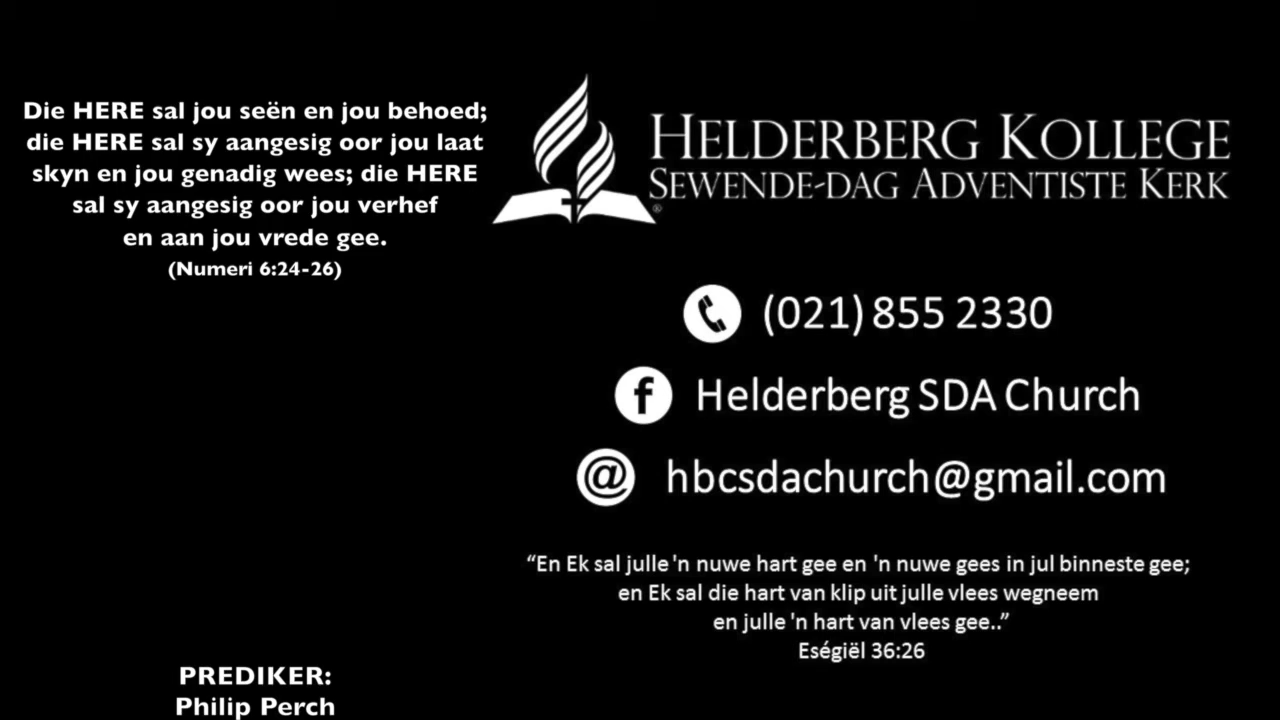 Die HERE sal jou seën en jou behoed;
die HERE sal sy aangesig oor jou laat
skyn en jou genadig wees; die HERE
sal sy aangesig oor jou verhef
en aan jou vrede gee.
(Numeri 6:24-26)
HELDERBERG KOLLEGE
SEWENDE-DAG ADVENTISTE KERK
®
(021) 855 2330
f Helderberg SDA Church
@ hbcsdachurch@gmail.com
“En Ek sal julle 'n nuwe hart gee en 'n nuwe gees in jul binneste gee;
en Ek sal die hart van klip uit julle vlees wegneem
en julle 'n hart van vlees gee..”
Eségiël 36:26
PREDIKER:
Philip Perch